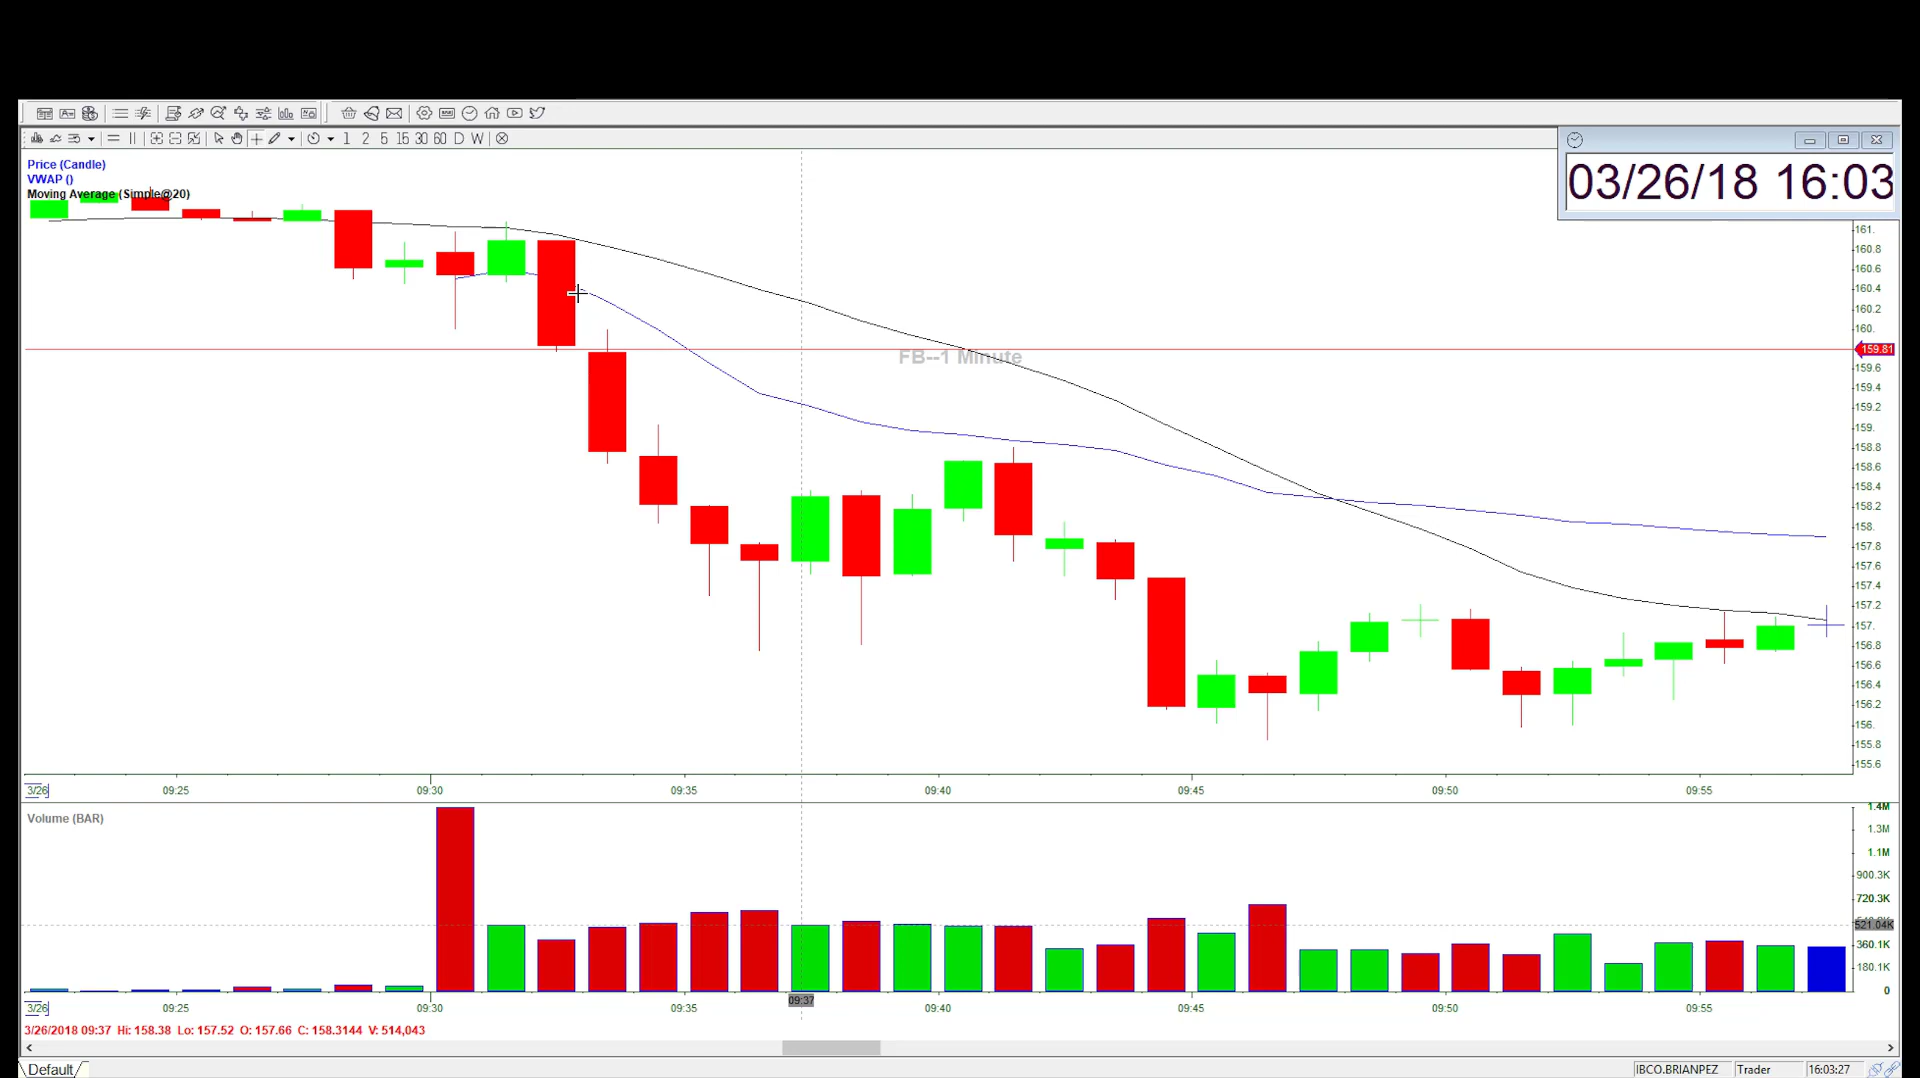 1 2 5 15 30 60 D W
03/26/18 16:03
Price (Candle)
VWAP ()
Moving Average (Simple@20)
161.
160.8
160.6
160.4
160.2
160.
159.81
159.6
159.4
159.2
159.
158.8
158.6
158.4
158.2
158.
157.8
157.6
157.4
157.2
157.
156.8
156.6
156.4
156.2
156.
155.8
155.6
FB--1 Minute
3/26 09:25 09:30 09:35 09:40 09:45 09:50 09:55
Volume (BAR)
1.4M
1.3M
1.1M
900.3K
720.3K
521.04K
360.1K
180.1K
0
09:37
3/26 09:25 09:30 09:35 09:40 09:45 09:50 09:55
3/26/2018 09:37 Hi: 158.38 Lo: 157.52 O: 157.66 C: 158.3144 V: 514,043
Default
IBCO.BRIANPEZ Trader 16:03:27